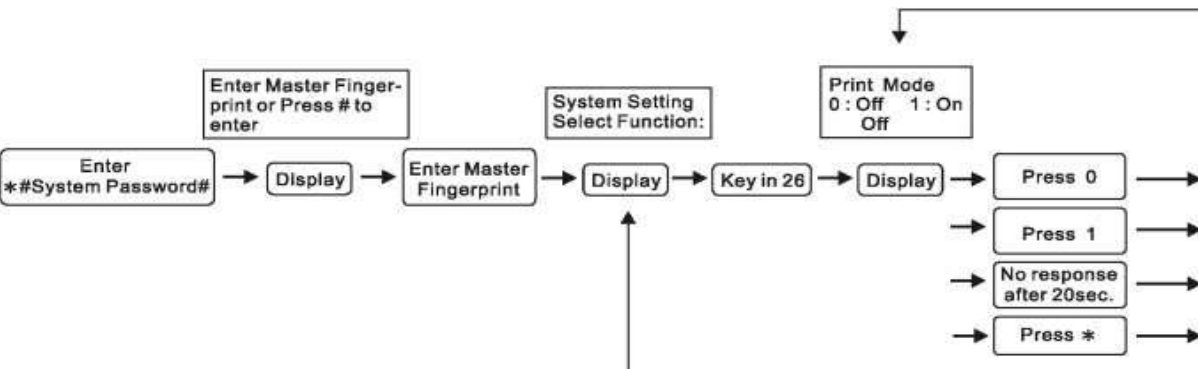 Enter Master Finger-
print or Press # to
enter
System Setting
Select Function:
Print Mode
0 : Off 1 : On
Off
Enter
*#System Password#
Display
Enter Master
Fingerprint
Display
Key in 26
Display
Press 0
Press 1
No response
after 20sec.
Press *